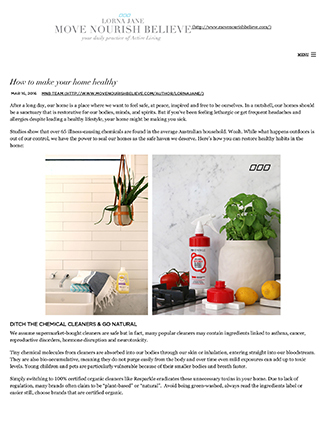 LORNA JANE
MOVE NOURISH BELIEVE (http://www.movenourishbelieve.com/)
your daily practice of Active Living
MENU
How to make your home healthy
MAR 10, 2016 MNB TEAM (HTTP://WWW.MOVENOURISHBELIEVE.COM/AUTHOR/LORNAJANE/)
After a long day, our home is a place where we want to feel safe, at peace, inspired and free to be ourselves. In a nutshell, our homes should
be a sanctuary that is restorative for our bodies, minds, and spirits. But if you've been feeling lethargic or get frequent headaches and
allergies despite leading a healthy lifestyle, your home might be making you sick.
Studies show that over 65 illness-causing chemicals are found in the average Australian household. Woah. While what happens outdoors is
out of our control, we have the power to seal our homes as the safe haven we deserve. Here's how you can restore healthy habits in the
home:
DITCH THE CHEMICAL CLEANERS & GO NATURAL
We assume supermarket-bought cleaners are safe but in fact, many popular cleaners may contain ingredients linked to asthma, cancer,
reproductive disorders, hormone disruption and neurotoxicity.
Tiny chemical molecules from cleaners are absorbed into our bodies through our skin or inhalation, entering straight into our bloodstream.
They are also bio-accumulative, meaning they do not purge easily from the body and over time even mild exposures can add up to toxic
levels. Young children and pets are particularly vulnerable because of their smaller bodies and breath faster.
Simply switching to 100% certified organic cleaners like Resparkle eradicates these unnecessary toxins in your home. Due to lack of
regulation, many brands often claim to be "plant-based" or "natural". Avoid being green-washed, always read the ingredients label or
easier still, choose brands that are certified organic.